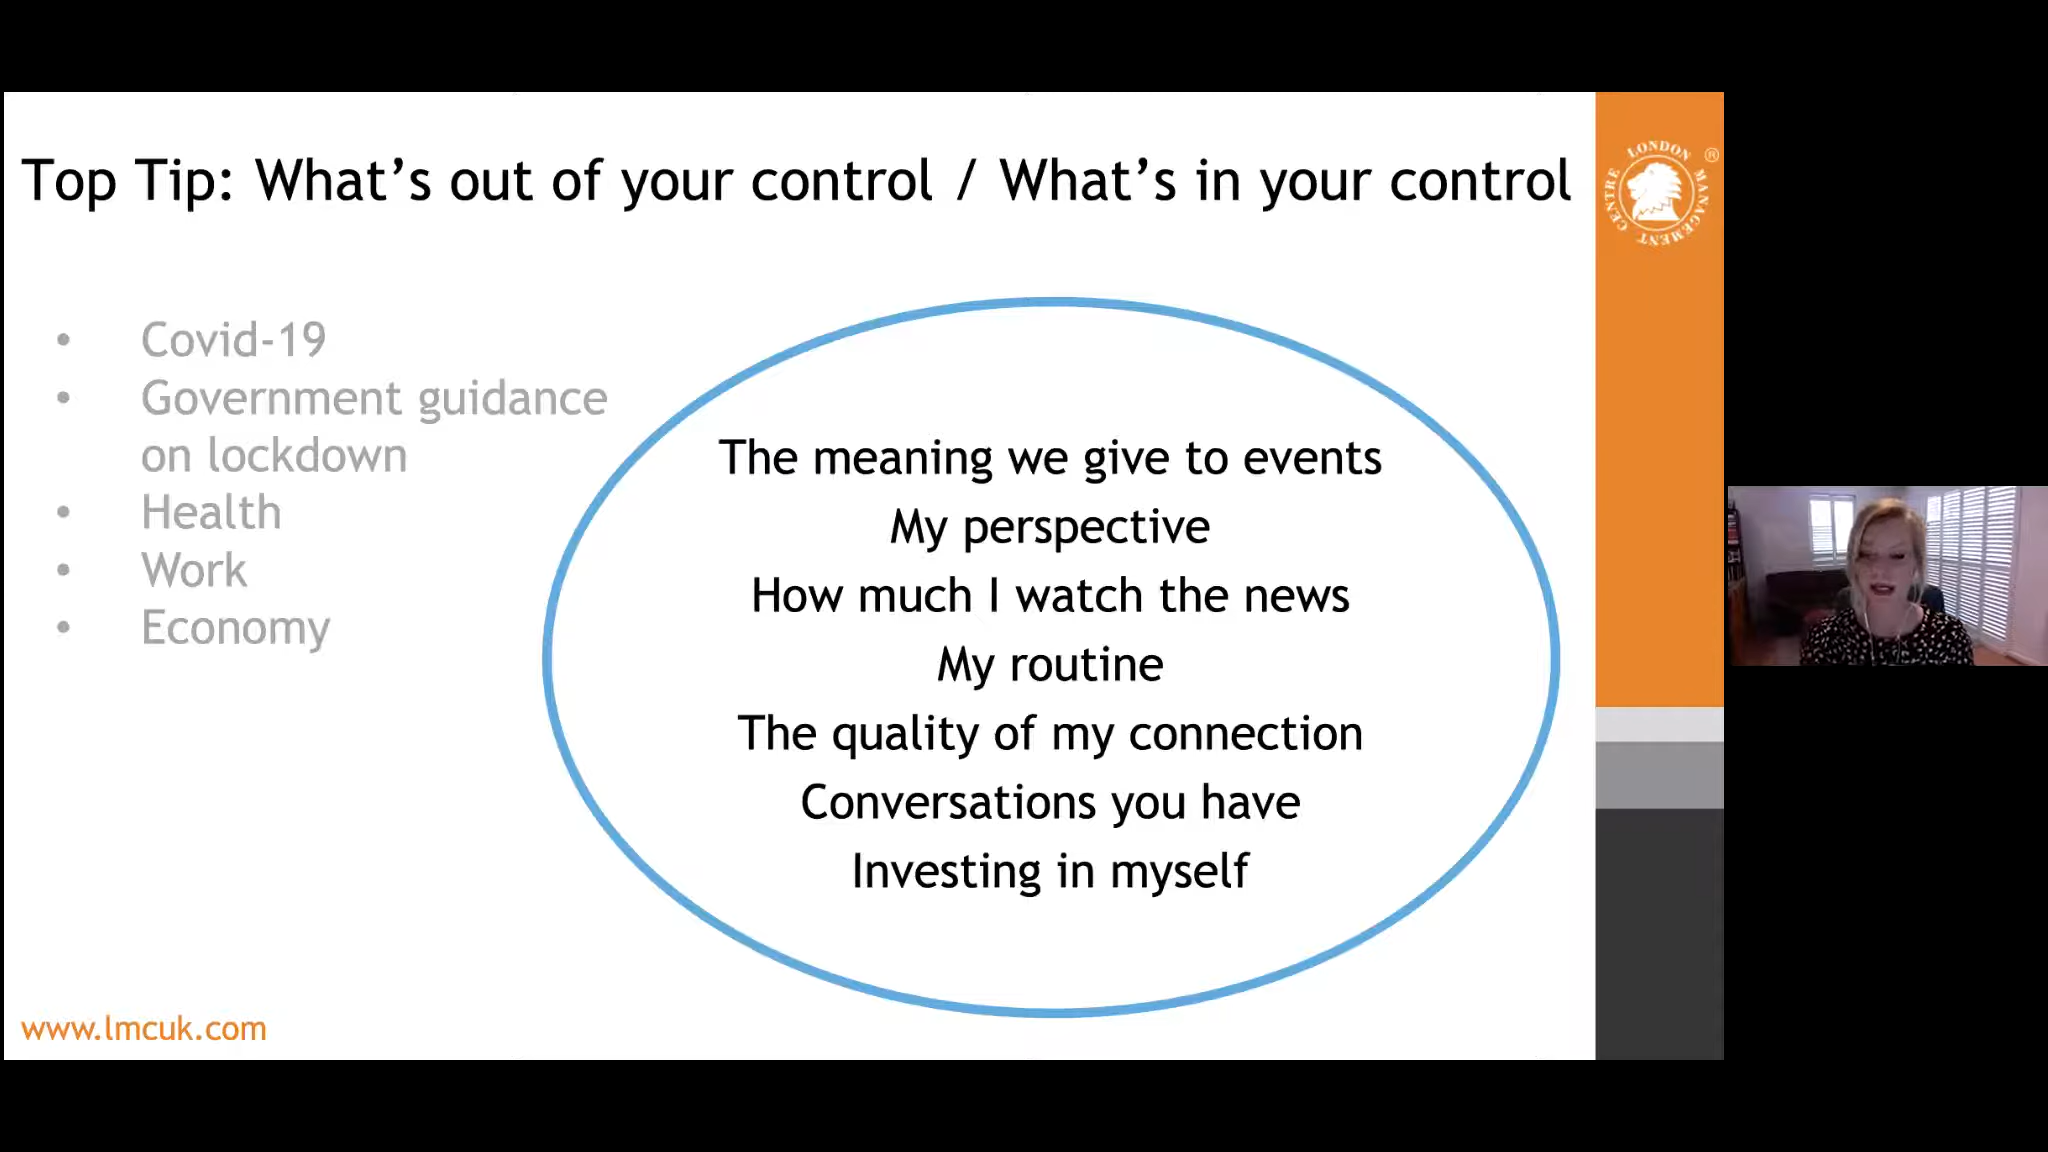 Top Tip: What’s out of your control / What’s in your control
LONDON MANAGEMENT CENTRE ®
• Covid-19
• Government guidance
on lockdown
• Health
• Work
• Economy
The meaning we give to events
My perspective
How much I watch the news
My routine
The quality of my connection
Conversations you have
Investing in myself
www.lmcuk.com